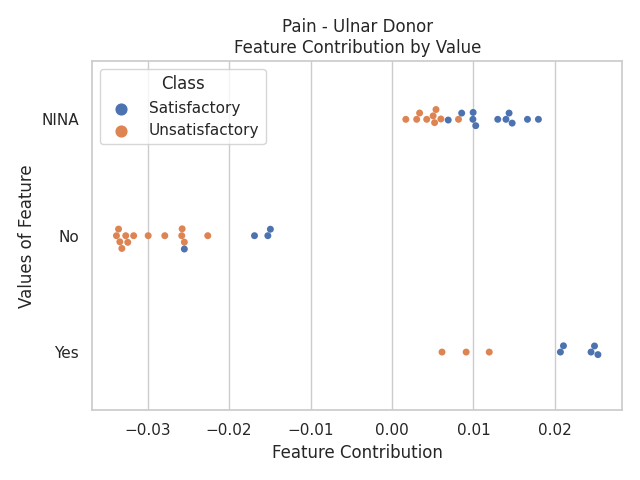 Pain - Ulnar Donor
Feature Contribution by Value
Class
Satisfactory
Unsatisfactory
NINA
No
Yes
Values of Feature
−0.03 −0.02 −0.01 0.00 0.01 0.02
Feature Contribution